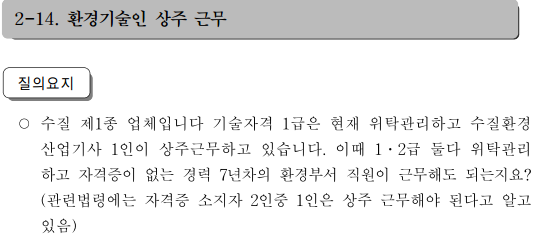 2-14. 환경기술인 상주 근무
질의요지
○ 수질 제1종 업체입니다 기술자격 1급은 현재 위탁관리하고 수질환경
산업기사 1인이 상주근무하고 있습니다. 이때 1·2급 둘다 위탁관리
하고 자격증이 없는 경력 7년차의 환경부서 직원이 근무해도 되는지요?
(관련법령에는 자격증 소지자 2인중 1인은 상주 근무해야 된다고 알고
있음)